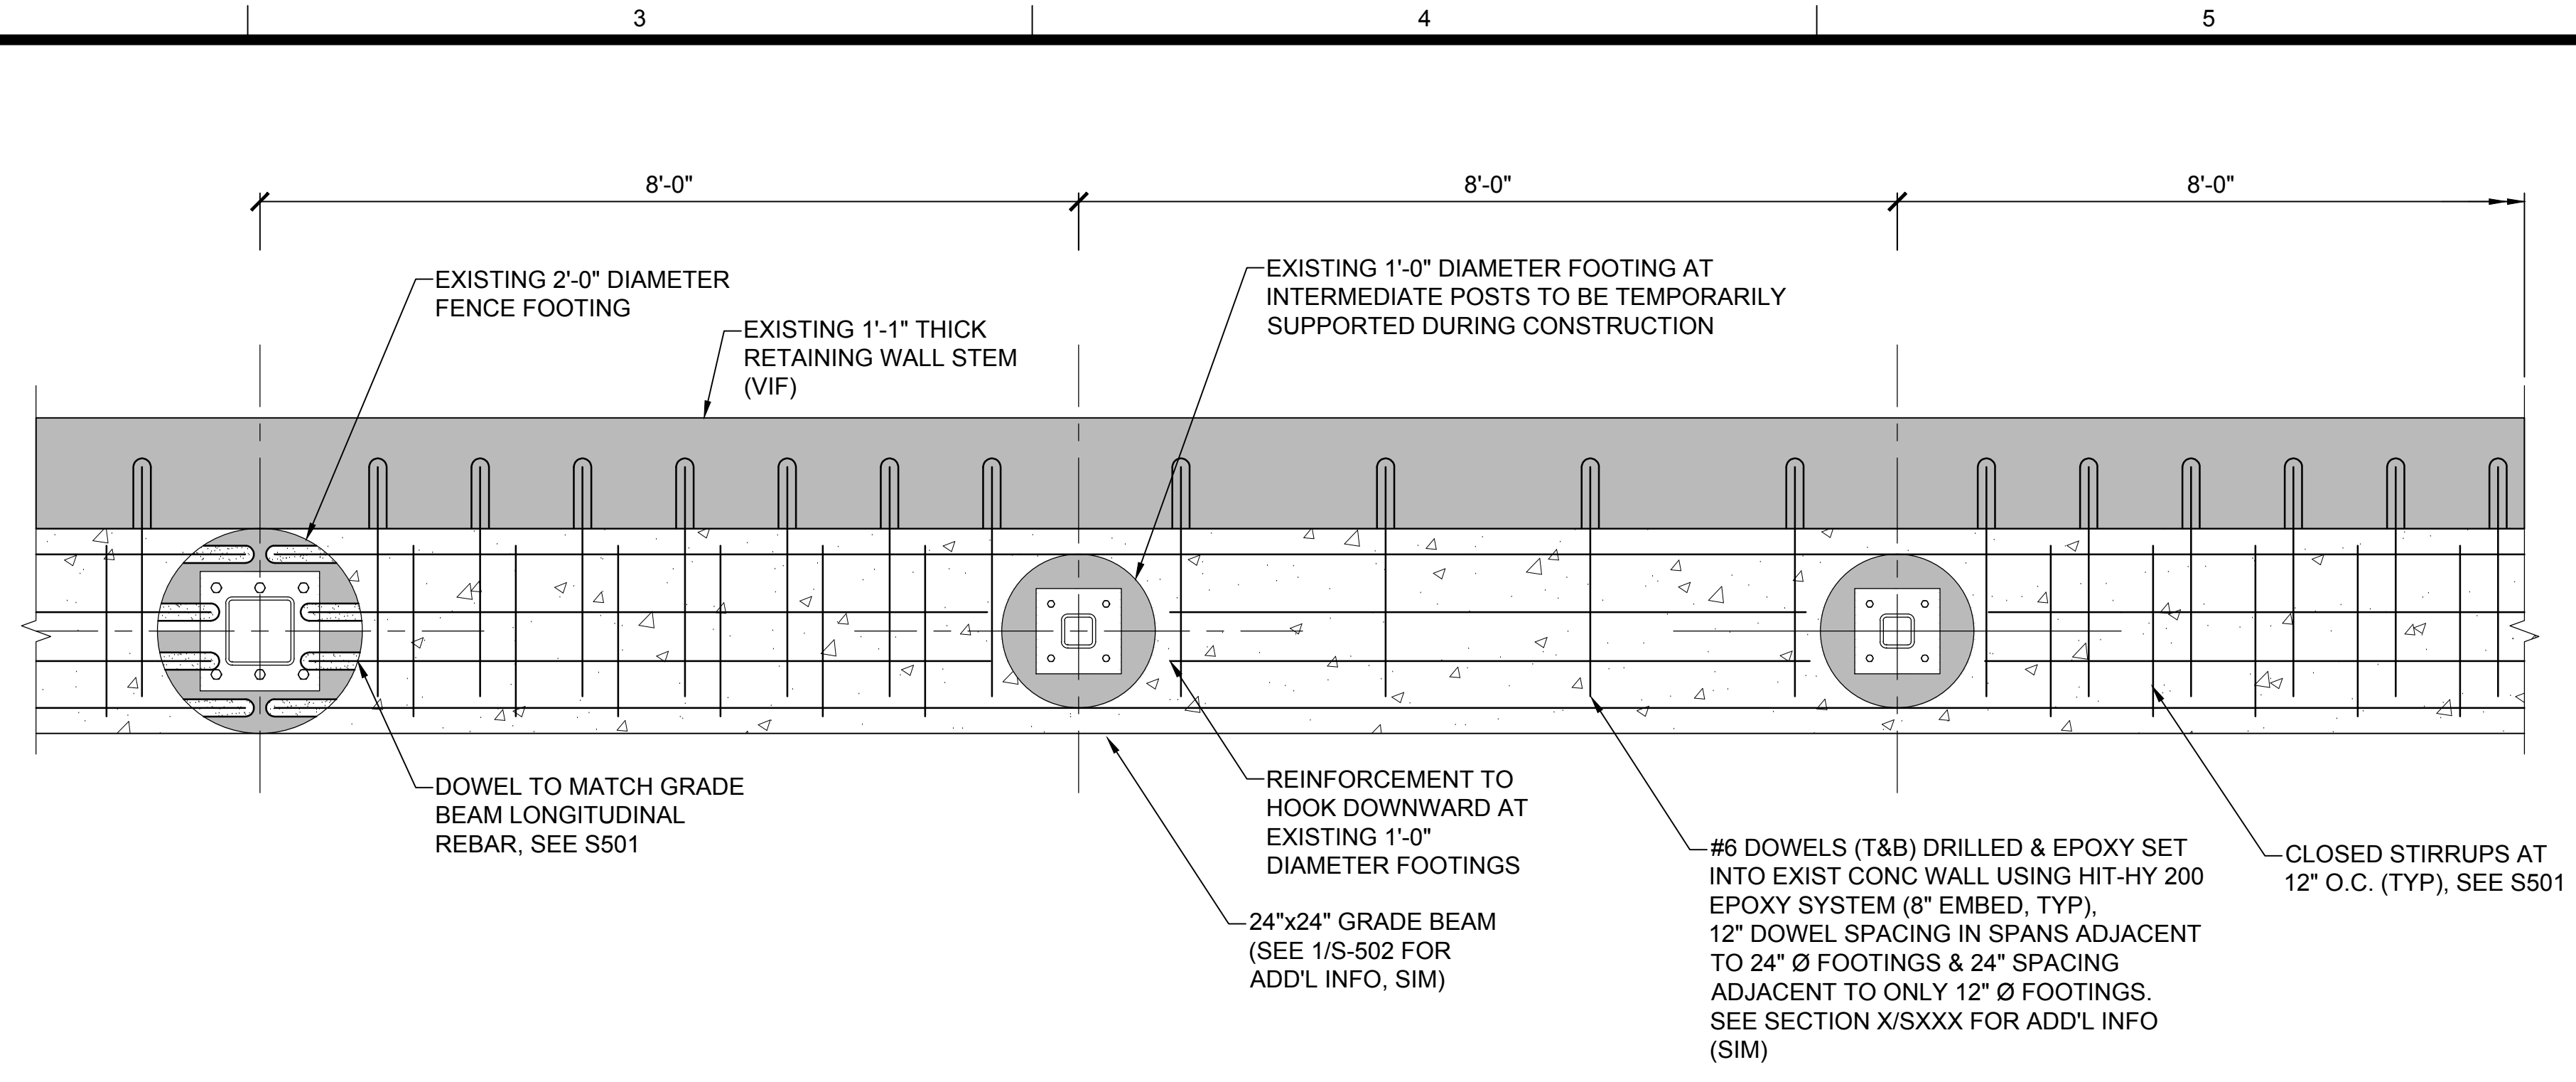 3
4
5
8'-0"
8'-0"
8'-0"
EXISTING 2'-0" DIAMETER
FENCE FOOTING
EXISTING 1'-1" THICK
RETAINING WALL STEM
(VIF)
EXISTING 1'-0" DIAMETER FOOTING AT
INTERMEDIATE POSTS TO BE TEMPORARILY
SUPPORTED DURING CONSTRUCTION
DOWEL TO MATCH GRADE
BEAM LONGITUDINAL
REBAR, SEE S501
REINFORCEMENT TO
HOOK DOWNWARD AT
EXISTING 1'-0"
DIAMETER FOOTINGS
24"x24" GRADE BEAM
(SEE 1/S-502 FOR
ADD'L INFO, SIM)
#6 DOWELS (T&B) DRILLED & EPOXY SET
INTO EXIST CONC WALL USING HIT-HY 200
EPOXY SYSTEM (8" EMBED, TYP),
12" DOWEL SPACING IN SPANS ADJACENT
TO 24" Ø FOOTINGS & 24" SPACING
ADJACENT TO ONLY 12" Ø FOOTINGS.
SEE SECTION X/SXXX FOR ADD'L INFO
(SIM)
CLOSED STIRRUPS AT
12" O.C. (TYP), SEE S501